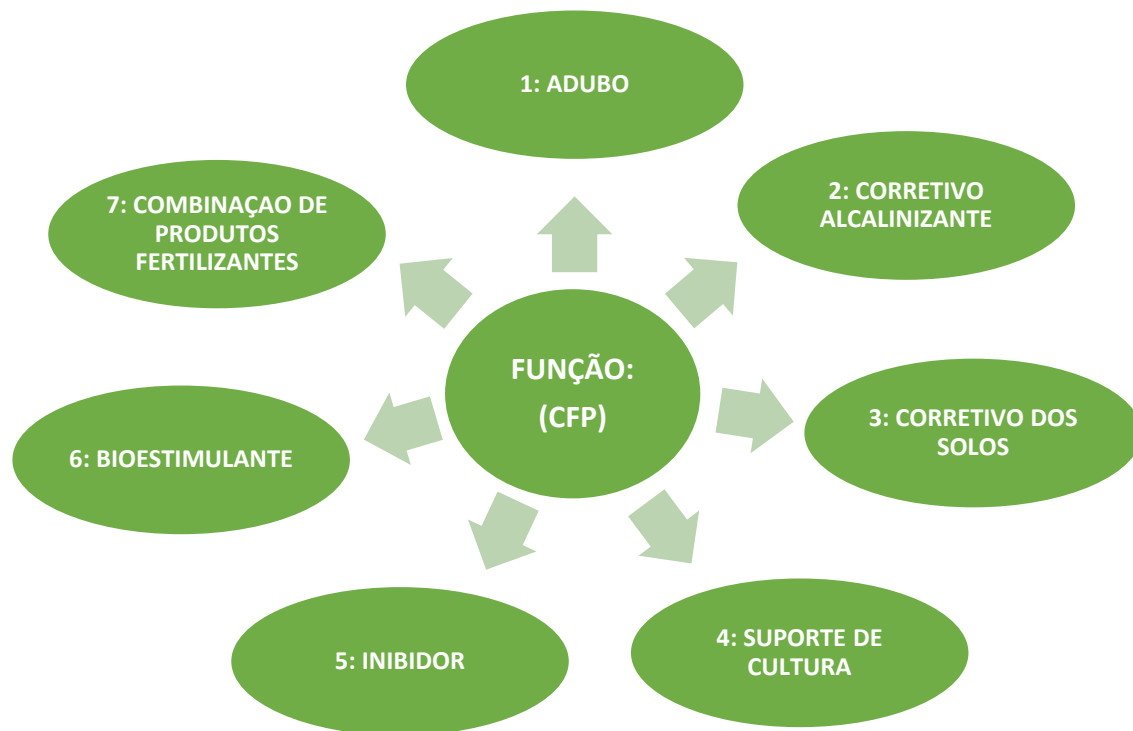 1: ADUBO
2: CORRETIVO
ALCALINIZANTE
3: CORRETIVO DOS
SOLOS
4: SUPORTE DE
CULTURA
5: INIBIDOR
6: BIOESTIMULANTE
7: COMBINAÇAO DE
PRODUTOS
FERTILIZANTES
FUNÇÃO:
(CFP)